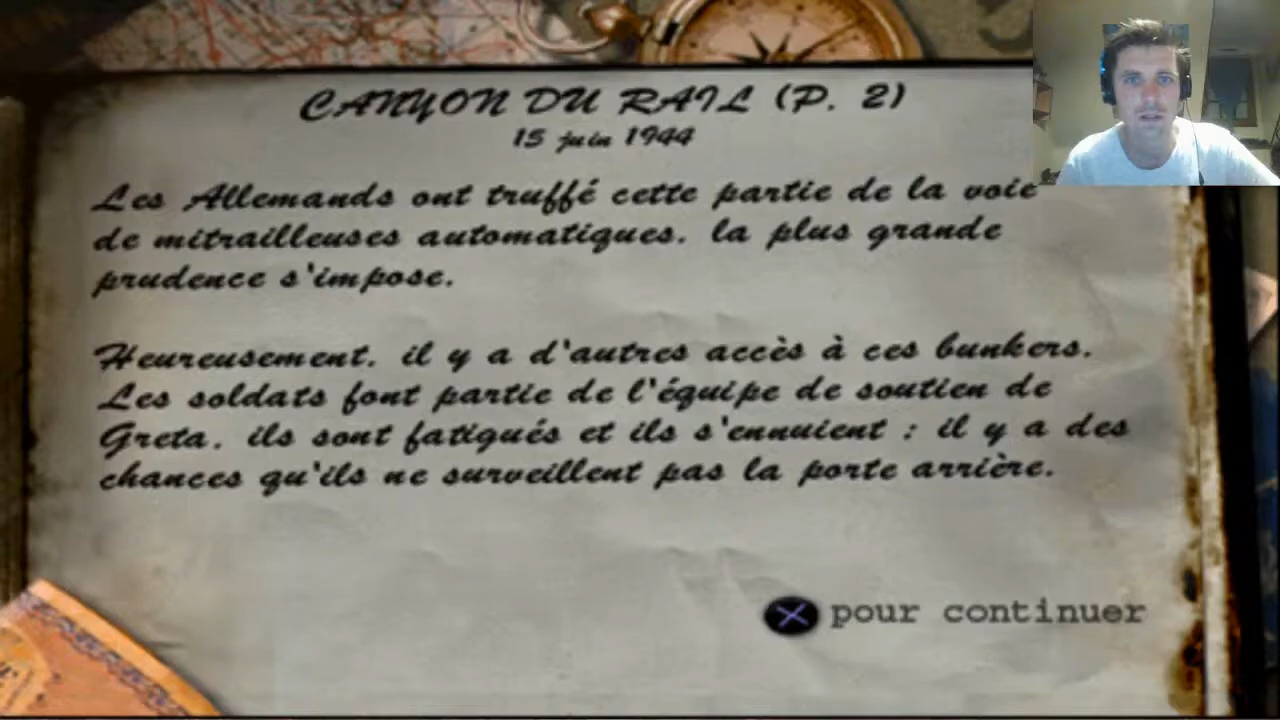 CANYON DU RAIL (P. 2)
15 juin 1944
Les Allemands ont truffé cette partie de la voie
de mitrailleuses automatiques. la plus grande
prudence s'impose.
Heureusement. il y a d'autres accès à ces bunkers.
Les soldats font partie de l'équipe de soutien de
Greta. ils sont fatigués et ils s'ennuient : il y a des
chances qu'ils ne surveillent pas la porte arrière.
pour continuer